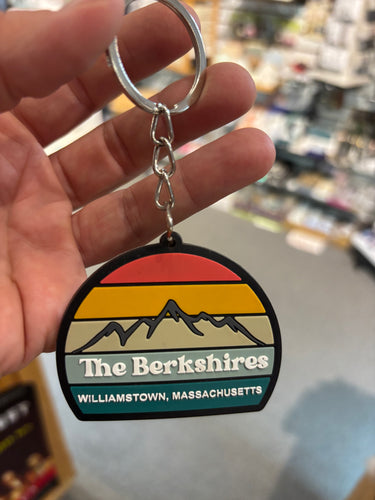 The Berkshires
WILLIAMSTOWN, MASSACHUSETTS